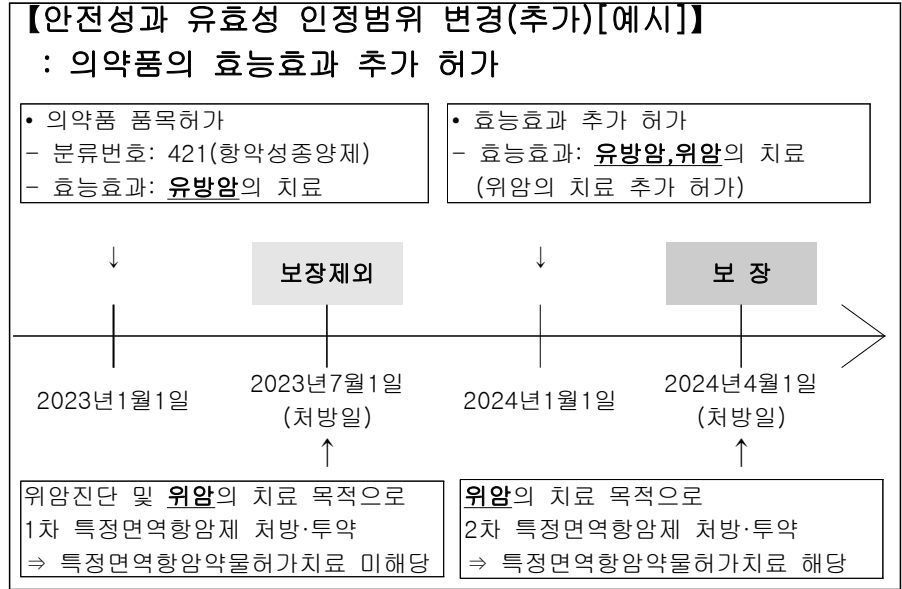 【안전성과 유효성 인정범위 변경(추가)[예시]】
: 의약품의 효능효과 추가 허가
• 의약품 품목허가
- 분류번호: 421(항악성종양제)
- 효능효과: 유방암의 치료
• 효능효과 추가 허가
- 효능효과: 유방암,위암의 치료
(위암의 치료 추가 허가)
↓
↓
보장제외
보 장
2023년1월1일
2023년7월1일
(처방일)
2024년1월1일
2024년4월1일
(처방일)
↑
↑
위암진단 및 위암의 치료 목적으로
1차 특정면역항암제 처방·투약
⇒ 특정면역항암약물허가치료 미해당
위암의 치료 목적으로
2차 특정면역항암제 처방·투약
⇒ 특정면역항암약물허가치료 해당